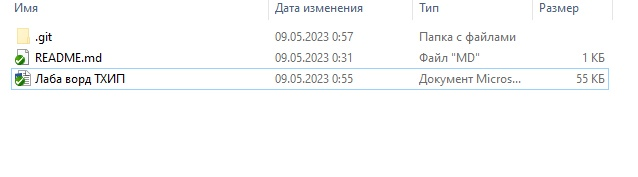 Имя Дата изменения Тип Размер
.git 09.05.2023 0:57 Папка с файлами
README.md 09.05.2023 0:31 Файл "MD" 1 КБ
Лаба ворд ТХИП 09.05.2023 0:55 Документ Micros... 55 КБ